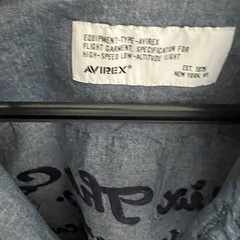 EQUIPMENT-TYPE-AVIREX
FLIGHT GARMENT, SPECIFICATION FOR
HIGH-SPEED LOW-ALTITUDE FLIGHT
AVIREX®
EST. 1975
NEW YORK, NY.